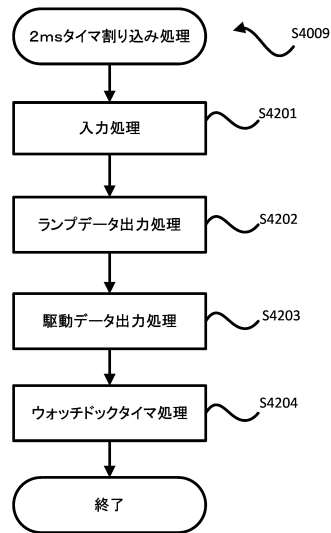 ２ｍｓタイマ割り込み処理
S4009
入力処理
S4201
ランプデータ出力処理
S4202
駆動データ出力処理
S4203
ウォッチドックタイマ処理
S4204
終了